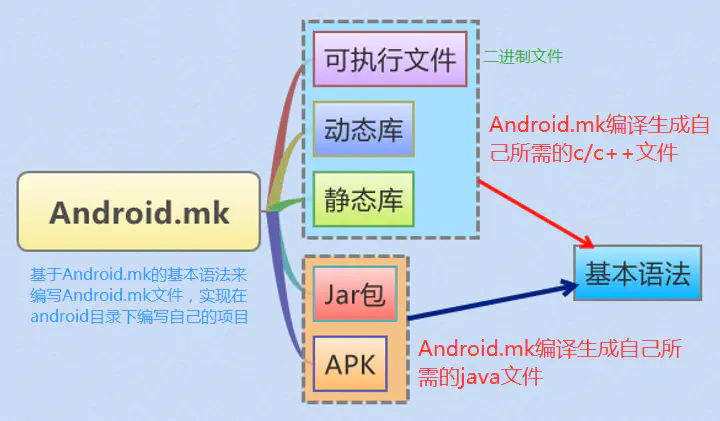 可执行文件
二进制文件
动态库
Android.mk编译生成自
己所需的c/c++文件
静态库
Android.mk
基于Android.mk的基本语法来
编写Android.mk文件，实现在
android目录下编写自己的项目
基本语法
Jar包
APK
Android.mk编译生成自己所
需的java文件